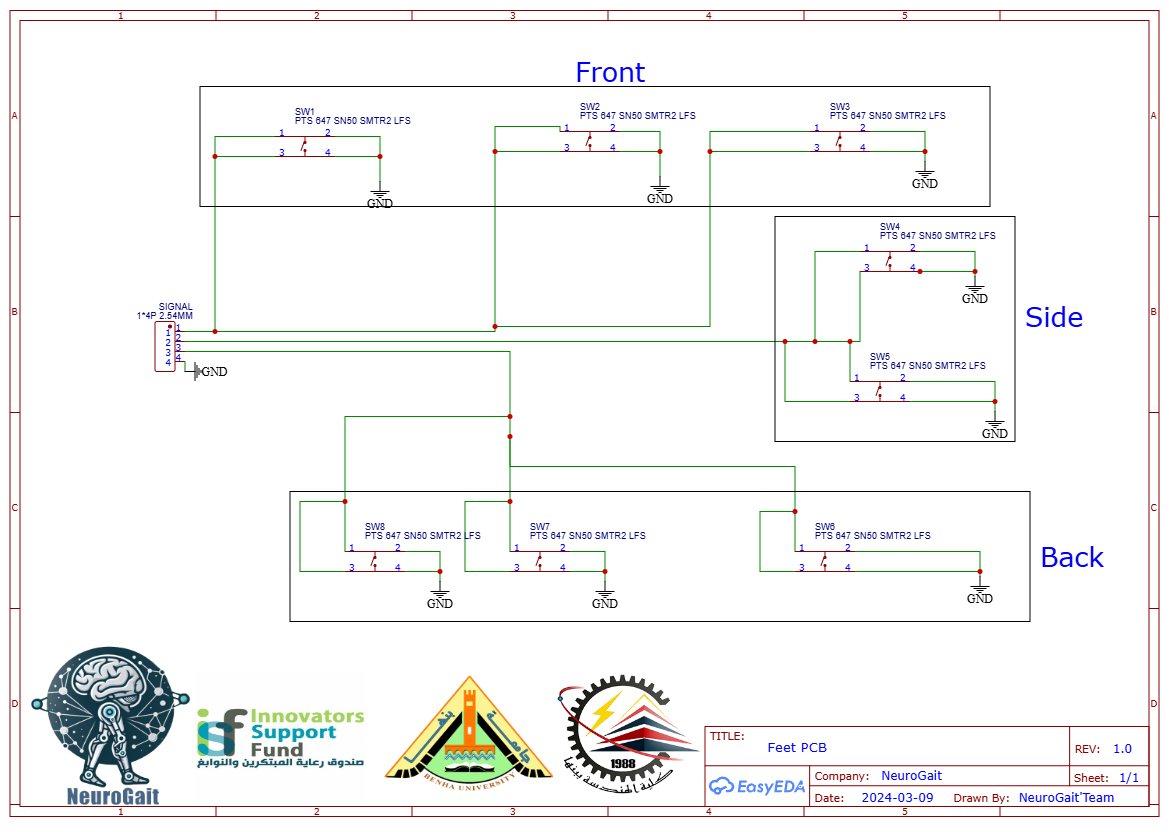 1 2 3 4 5
Front
SW1
PTS 647 SN50 SMTR2 LFS
1 2
3 4
GND
SW2
PTS 647 SN50 SMTR2 LFS
1 2
3 4
GND
SW3
PTS 647 SN50 SMTR2 LFS
1 2
3 4
GND
A A
SW4
PTS 647 SN50 SMTR2 LFS
1 2
3 4
GND
Side
SW5
PTS 647 SN50 SMTR2 LFS
1 2
3 4
GND
B B
SIGNAL
1*4P 2.54MM
1 1
2 2
3 3
4 4
GND
C C
SW8
PTS 647 SN50 SMTR2 LFS
1 2
3 4
GND
SW7
PTS 647 SN50 SMTR2 LFS
1 2
3 4
GND
SW6
PTS 647 SN50 SMTR2 LFS
1 2
3 4
GND
Back
D D
NeuroGait
isf
Innovators
Support
Fund
صندوق رعاية المبتكرين والنوابغ
جامعة بنها
BENHA UNIVERSITY
1988
كلية الهندسة ببنها
TITLE:
Feet PCB
REV: 1.0
EasyEDA
Company: NeuroGait
Sheet: 1/1
Date: 2024-03-09 Drawn By: NeuroGait'Team
1 2 3 4 5